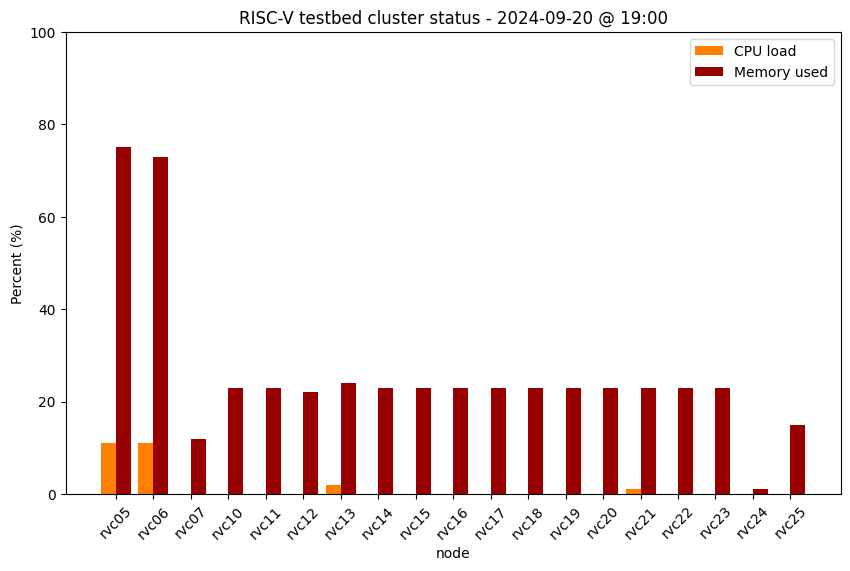 RISC-V testbed cluster status - 2024-09-20 @ 19:00
CPU load
Memory used
Percent (%)
100
80
60
40
20
0
rvc05
rvc06
rvc07
rvc10
rvc11
rvc12
rvc13
rvc14
rvc15
rvc16
rvc17
rvc18
rvc19
rvc20
rvc21
rvc22
rvc23
rvc24
rvc25
node